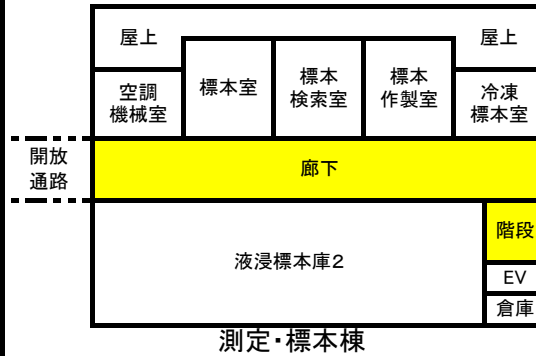 屋上
屋上
空調
機械室
標本室
標本
検索室
標本
作製室
冷凍
標本室
開放
通路
廊下
液浸標本庫2
階段
EV
倉庫
測定・標本棟